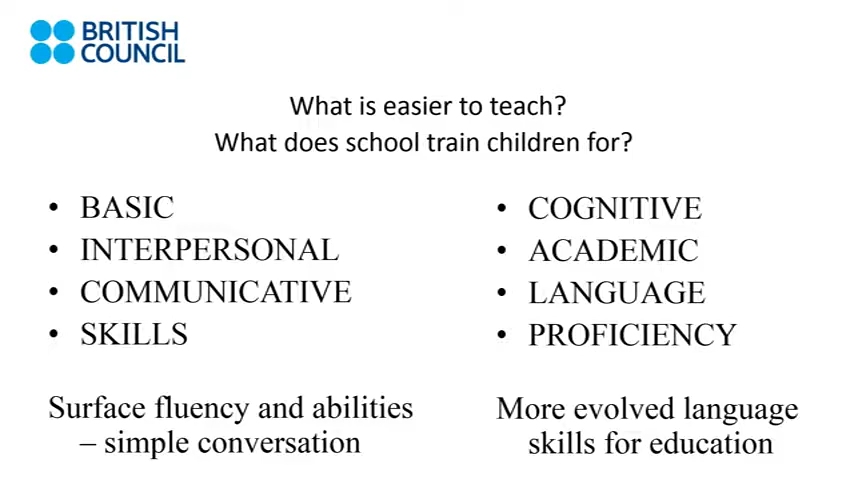 BRITISH
COUNCIL
What is easier to teach?
What does school train children for?
• BASIC
• INTERPERSONAL
• COMMUNICATIVE
• SKILLS
Surface fluency and abilities
– simple conversation
• COGNITIVE
• ACADEMIC
• LANGUAGE
• PROFICIENCY
More evolved language
skills for education